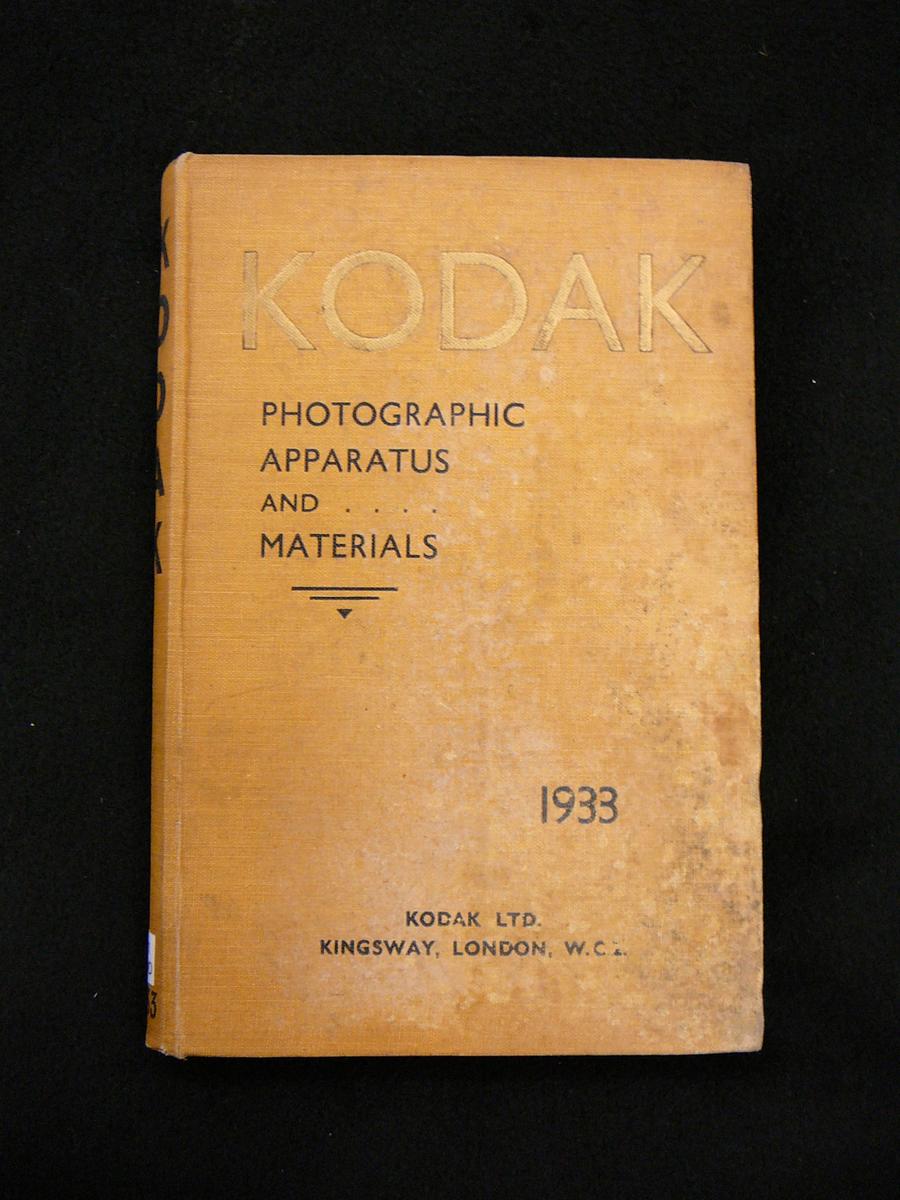 KODAK
PHOTOGRAPHIC
APPARATUS
AND . . . .
MATERIALS
1933
KODAK LTD.
KINGSWAY, LONDON, W.C.2.
KODAK